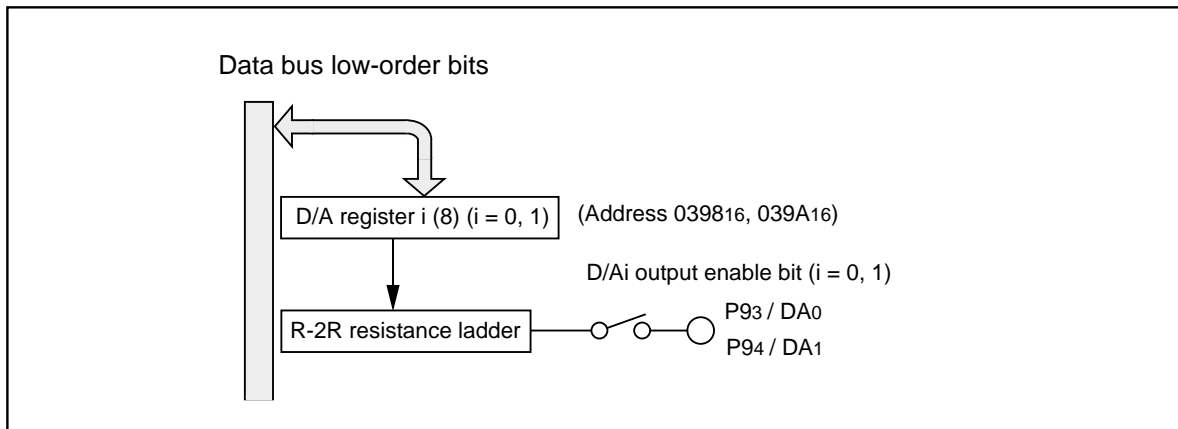 Data bus low-order bits
D/A register i (8) (i = 0, 1)
(Address 039816, 039A16)
D/Ai output enable bit (i = 0, 1)
P93 / DA0
R-2R resistance ladder
P94 / DA1